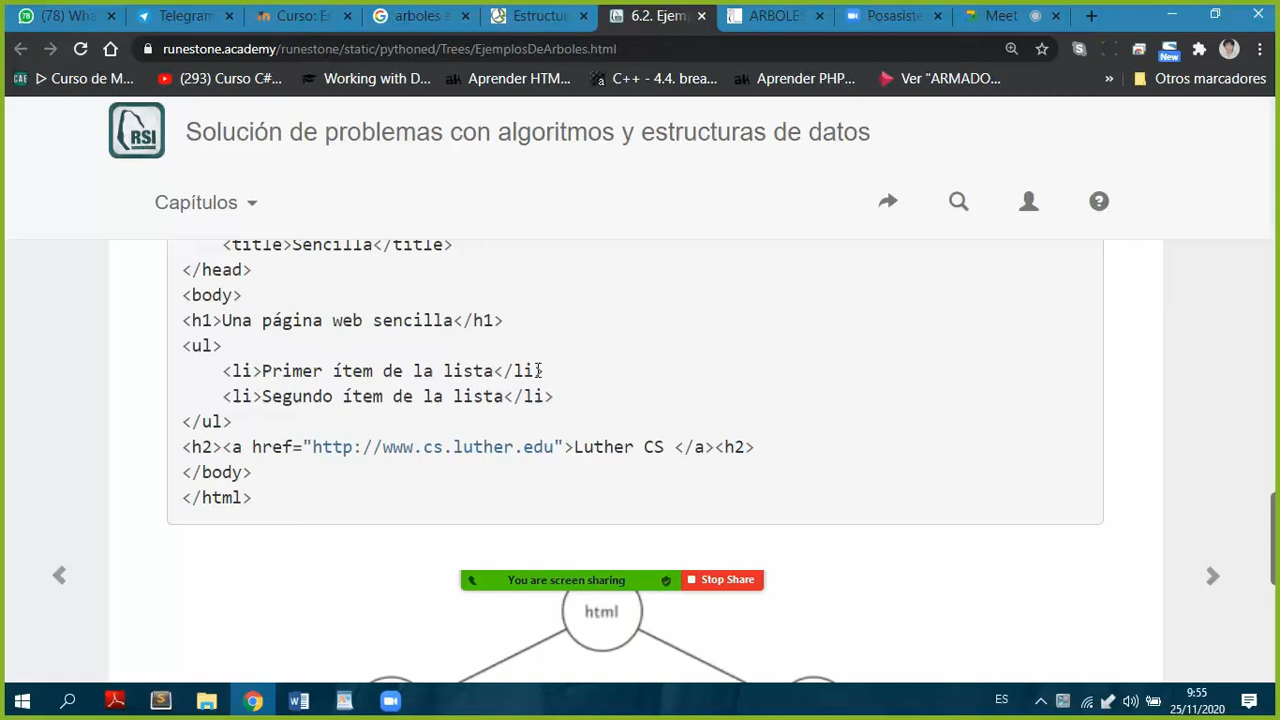 (78) Wha
Telegram
Curso: Es
arboles a
Estructu
6.2. Ejem
ARBOLES
Posasiste
Meet
runestone.academy/runestone/static/pythoned/Trees/EjemplosDeArboles.html
New
Curso de M...
(293) Curso C#...
Working with D...
Aprender HTM...
C++ - 4.4. brea...
Aprender PHP...
Ver "ARMADO...
»
Otros marcadores
RSI
Solución de problemas con algoritmos y estructuras de datos
Capítulos
<title>Sencilla</title>
</head>
<body>
<h1>Una página web sencilla</h1>
<ul>
<li>Primer ítem de la lista</li>
<li>Segundo ítem de la lista</li>
</ul>
<h2><a href="http://www.cs.luther.edu">Luther CS </a><h2>
</body>
</html>
You are screen sharing
Stop Share
html
ES
9:55
25/11/2020